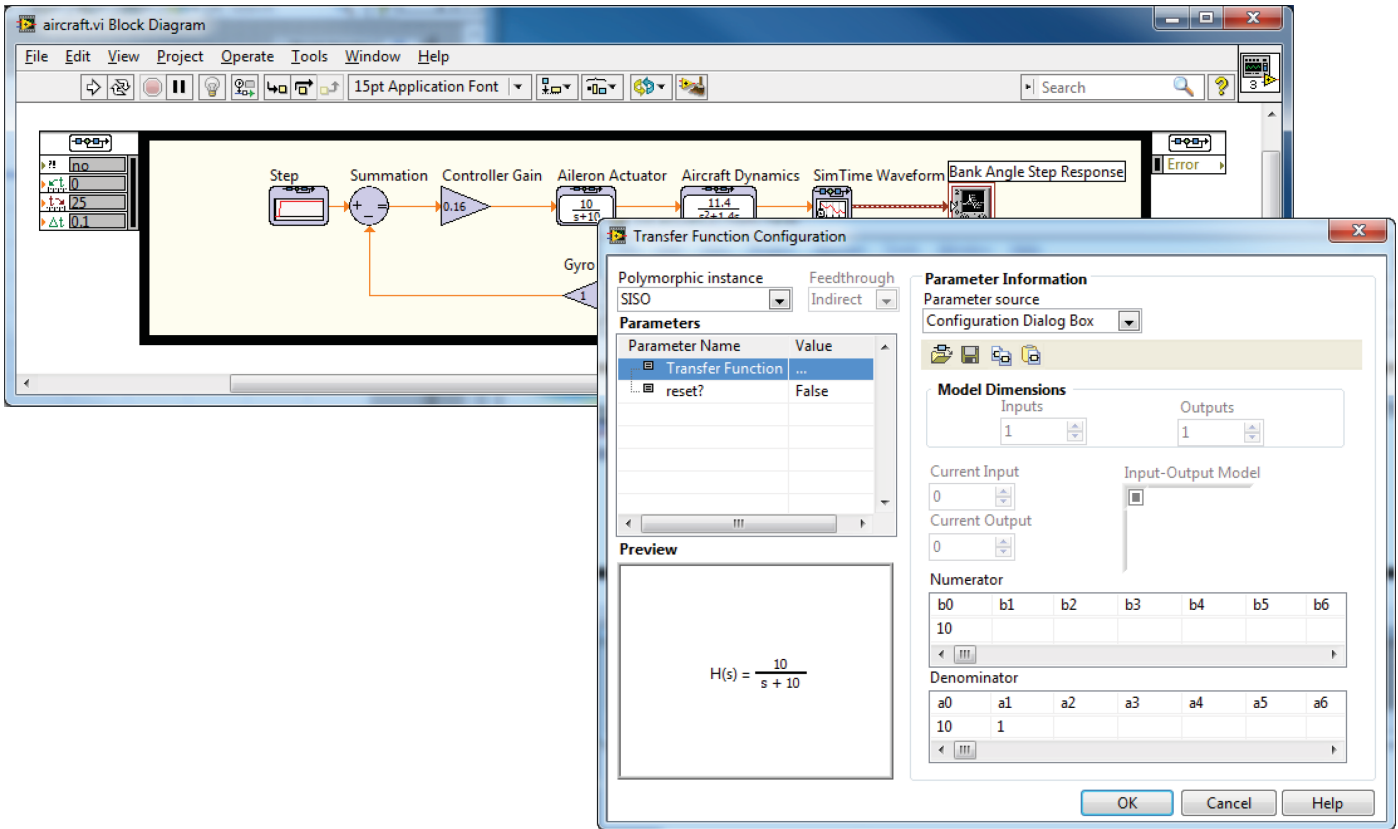 aircraft.vi Block Diagram
File Edit View Project Operate Tools Window Help
15pt Application Font
Search
3
no
0
25
0.1
Δt
Error
Step Summation Controller Gain Aileron Actuator Aircraft Dynamics SimTime Waveform Bank Angle Step Response
0.16
10
s+10
11.4
s²+1.4s
Gyro
1
Transfer Function Configuration
Polymorphic instance Feedthrough
SISO Indirect
Parameters
Parameter Name Value
Transfer Function ...
reset? False
Preview
H(s) = 10
s + 10
Parameter Information
Parameter source
Configuration Dialog Box
Model Dimensions
Inputs Outputs
1 1
Current Input Input-Output Model
0
Current Output
0
Numerator
b0 b1 b2 b3 b4 b5 b6
10
Denominator
a0 a1 a2 a3 a4 a5 a6
10 1
OK Cancel Help